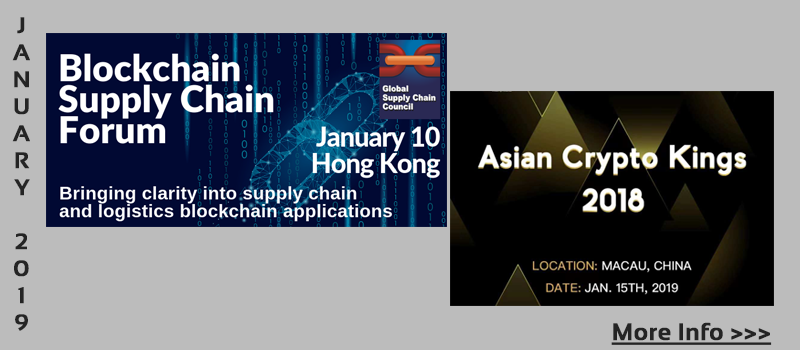 JANUARY 2019
Blockchain
Supply Chain
Forum
Global
Supply Chain
Council
January 10
Hong Kong
Bringing clarity into supply chain
and logistics blockchain applications
Asian Crypto Kings
2018
LOCATION: MACAU, CHINA
DATE: JAN. 15TH, 2019
More Info >>>